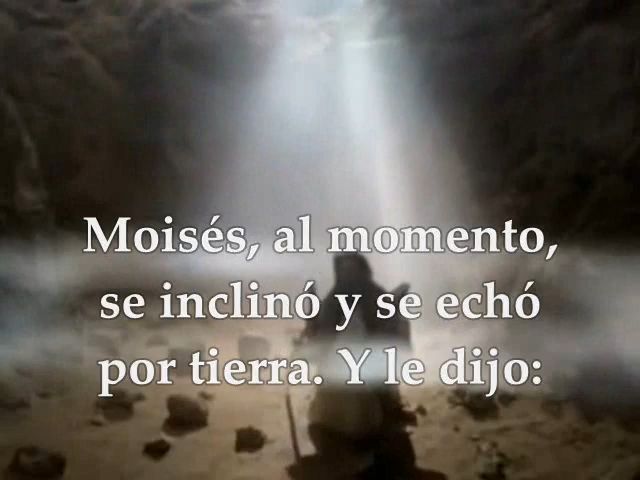 Moisés, al momento,
se inclinó y se echó
por tierra. Y le dijo: